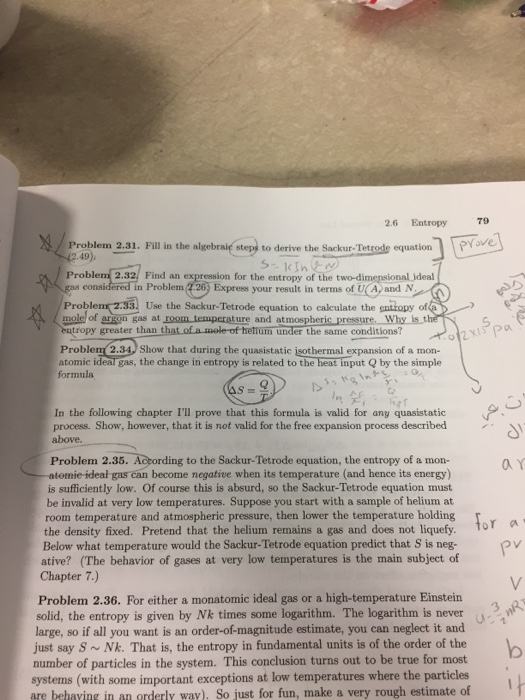 2.6 Entropy 79
Problem 2.31. Fill in the algebraic steps to derive the Sackur-Tetrode equation
(2.49).
prove
Problem 2.32. Find an expression for the entropy of the two-dimensional ideal
gas considered in Problem 2.26. Express your result in terms of U, A, and N.
Problem 2.33. Use the Sackur-Tetrode equation to calculate the entropy of a
mole of argon gas at room temperature and atmospheric pressure. Why is the
entropy greater than that of a mole of helium under the same conditions?
Problem 2.34. Show that during the quasistatic isothermal expansion of a mon-
atomic ideal gas, the change in entropy is related to the heat input Q by the simple
formula
ΔS = Q/T.
In the following chapter I'll prove that this formula is valid for any quasistatic
process. Show, however, that it is not valid for the free expansion process described
above.
Problem 2.35. According to the Sackur-Tetrode equation, the entropy of a mon-
atomic ideal gas can become negative when its temperature (and hence its energy)
is sufficiently low. Of course this is absurd, so the Sackur-Tetrode equation must
be invalid at very low temperatures. Suppose you start with a sample of helium at
room temperature and atmospheric pressure, then lower the temperature holding
the density fixed. Pretend that the helium remains a gas and does not liquefy.
Below what temperature would the Sackur-Tetrode equation predict that S is neg-
ative? (The behavior of gases at very low temperatures is the main subject of
Chapter 7.)
for a
Problem 2.36. For either a monatomic ideal gas or a high-temperature Einstein
solid, the entropy is given by Nk times some logarithm. The logarithm is never
large, so if all you want is an order-of-magnitude estimate, you can neglect it and
just say S ~ Nk. That is, the entropy in fundamental units is of the order of the
number of particles in the system. This conclusion turns out to be true for most
systems (with some important exceptions at low temperatures where the particles
are behaving in an orderly way). So just for fun, make a very rough estimate of